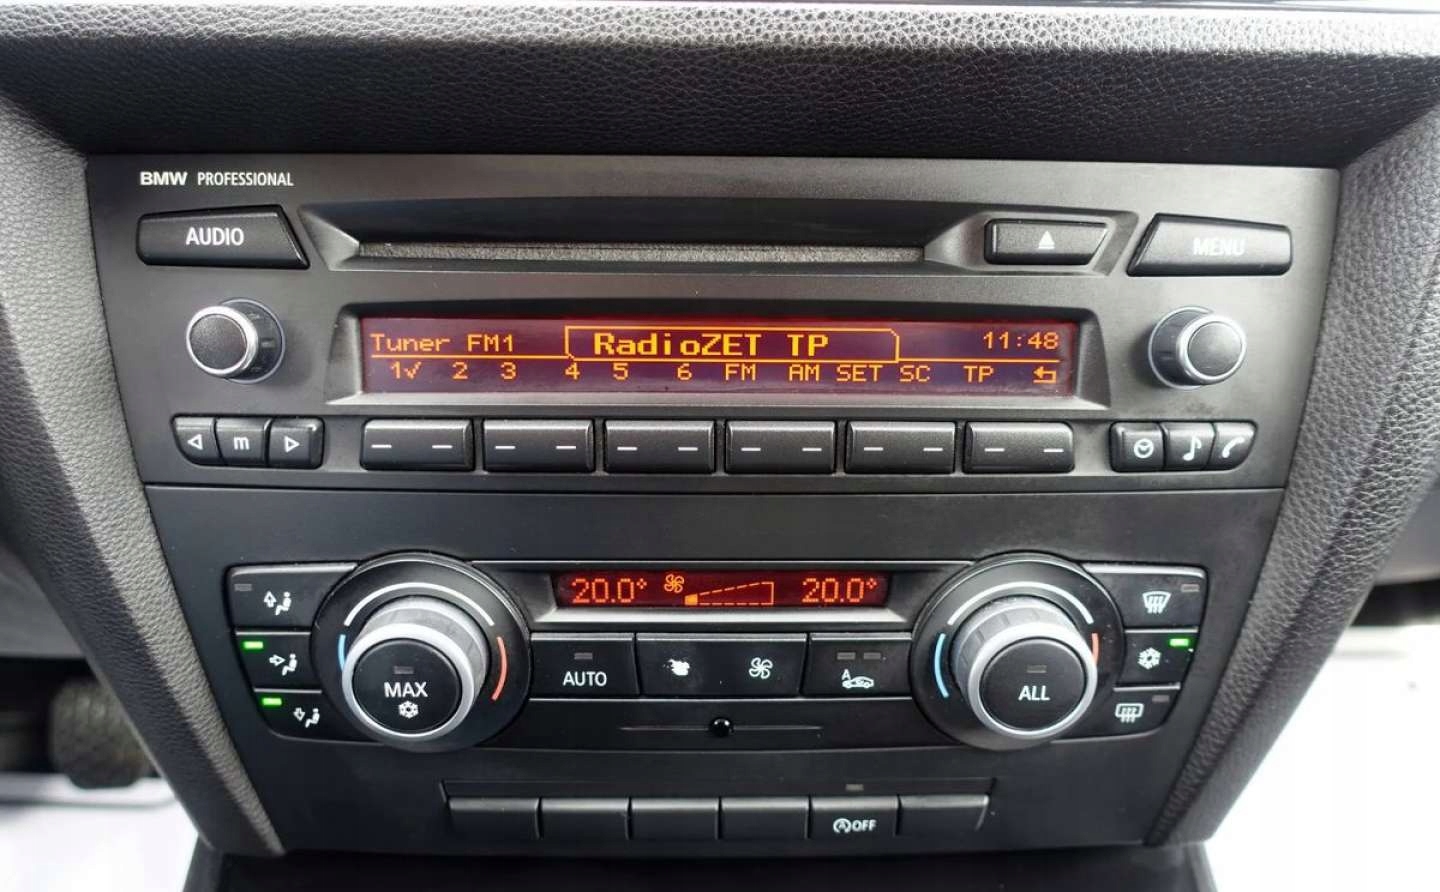 BMW PROFESSIONAL
AUDIO
MENU
Tuner FM1 RadioZET TP 11:48
1√ 2 3 4 5 6 FM AM SET SC TP
m
20.0° 20.0°
MAX
AUTO
A
ALL
A OFF